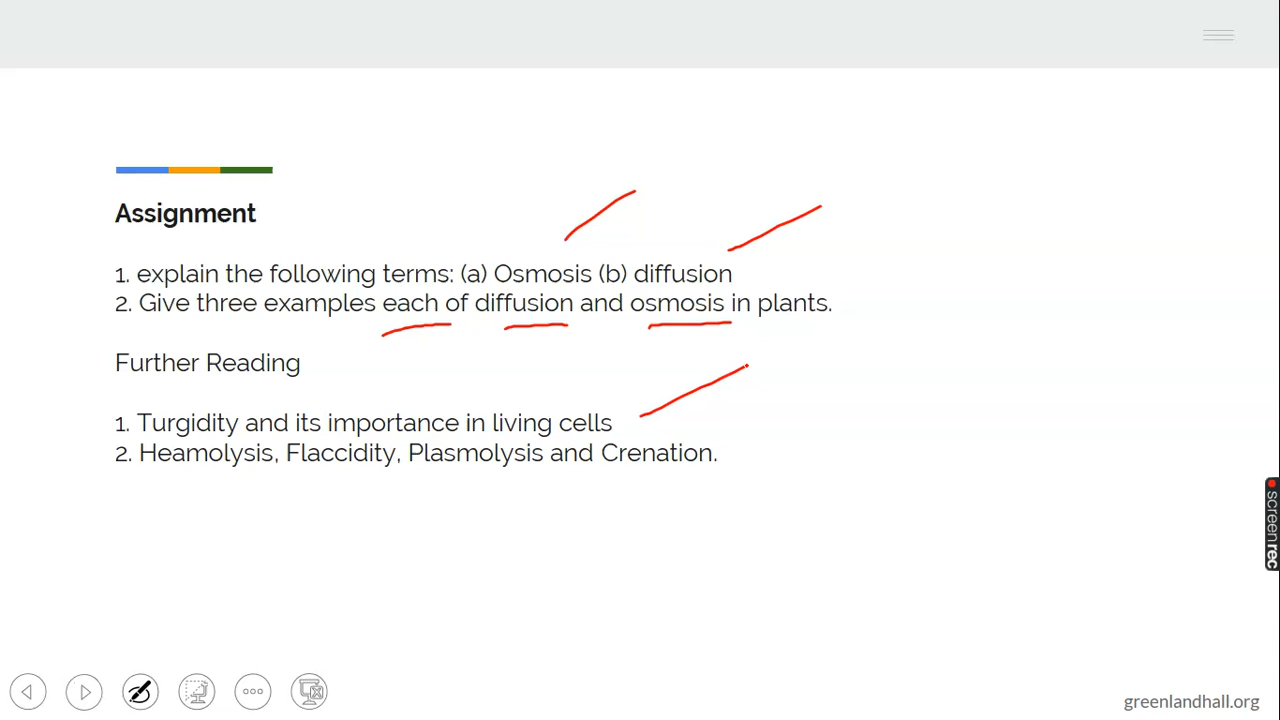 Assignment
1. explain the following terms: (a) Osmosis (b) diffusion
2. Give three examples each of diffusion and osmosis in plants.
Further Reading
1. Turgidity and its importance in living cells
2. Heamolysis, Flaccidity, Plasmolysis and Crenation.
screenrec
greenlandhall.org